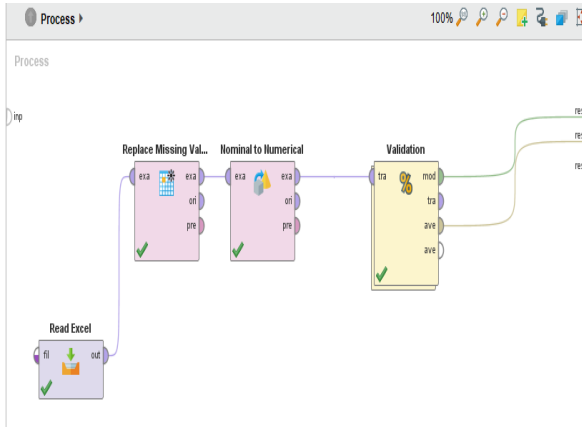 Process
100%
Process
inp
res
res
res
Replace Missing Val...
exa exa
ori
pre
Nominal to Numerical
exa exa
ori
pre
Validation
tra mod
tra
ave
ave
Read Excel
fil out